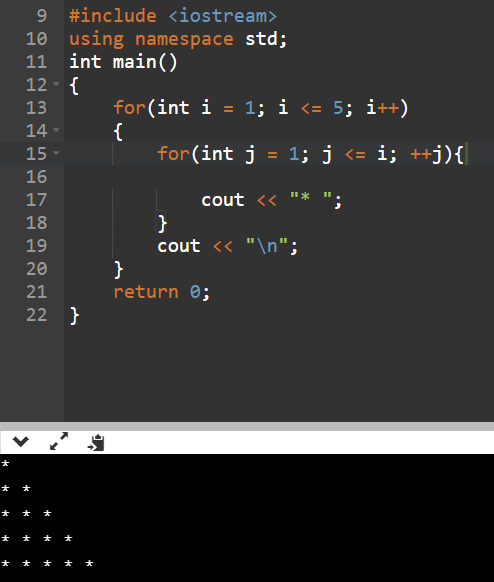 9 #include <iostream>
10 using namespace std;
11 int main()
12 {
13     for(int i = 1; i <= 5; i++)
14     {
15         for(int j = 1; j <= i; ++j){
16
17             cout << "* ";
18         }
19         cout << "\n";
20     }
21     return 0;
22 }
*
* *
* * *
* * * *
* * * * *